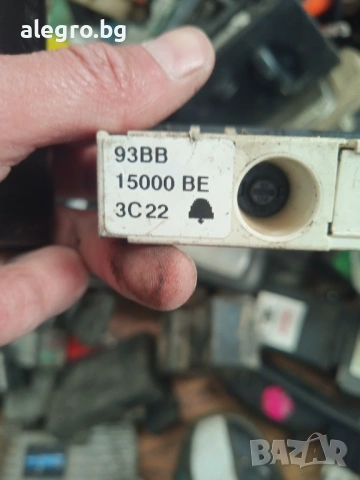 alegro.bg
93BB
15000 BE
3C22
BAZAR